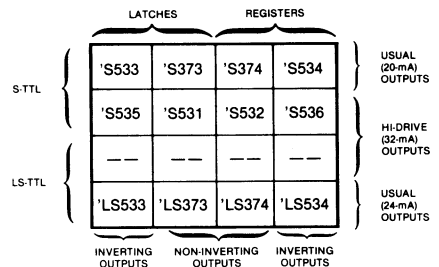 LATCHES REGISTERS
S-TTL
'S533 'S373 'S374 'S534
USUAL
(20-mA)
OUTPUTS
'S535 'S531 'S532 'S536
HI-DRIVE
(32-mA)
OUTPUTS
LS-TTL
— — — — — — — —
'LS533 'LS373 'LS374 'LS534
USUAL
(24-mA)
OUTPUTS
INVERTING NON-INVERTING INVERTING
OUTPUTS OUTPUTS OUTPUTS